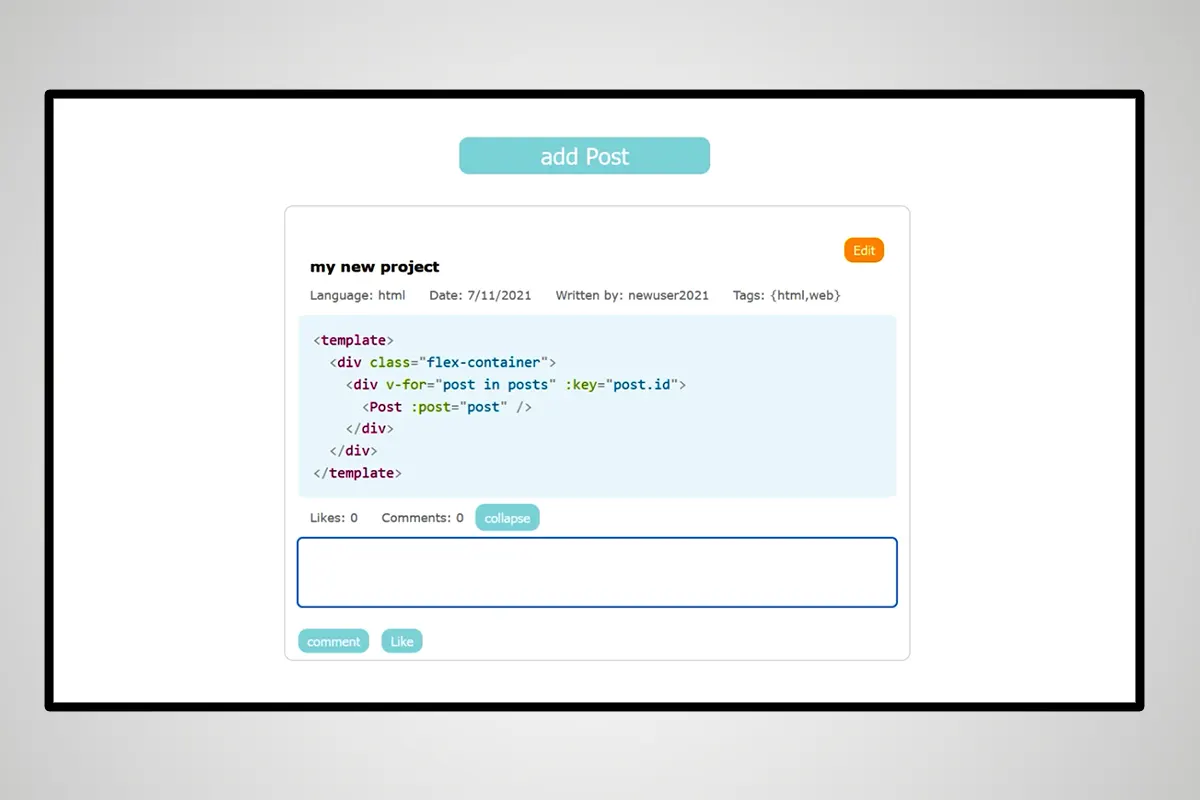 add Post
Edit
my new project
Language: html Date: 7/11/2021 Written by: newuser2021 Tags: {html,web}
<template>
  <div class="flex-container">
    <div v-for="post in posts" :key="post.id">
      <Post :post="post" />
    </div>
  </div>
</template>
Likes: 0 Comments: 0 collapse
comment Like